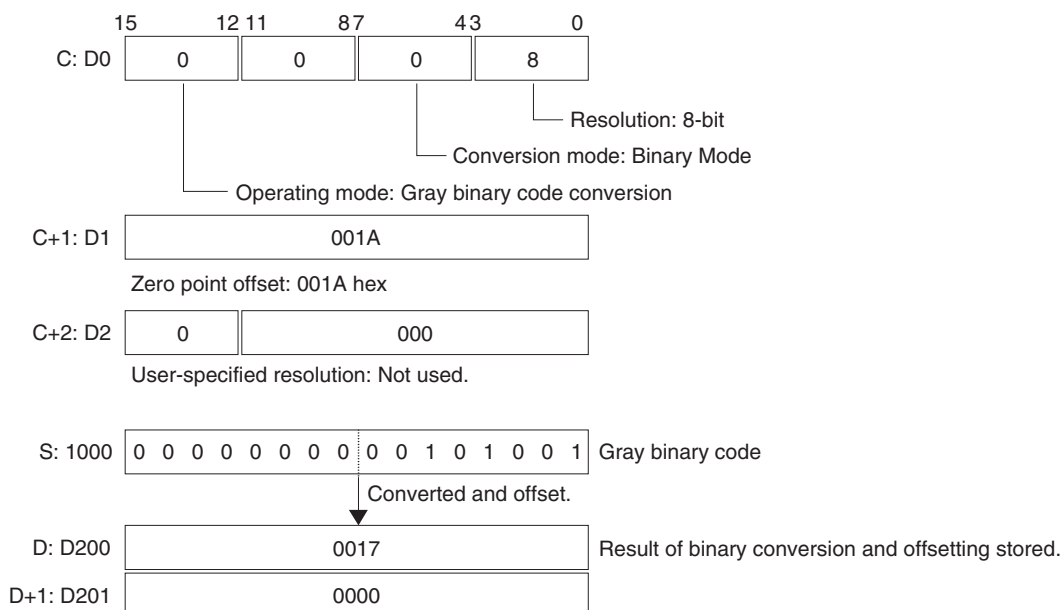 15 12 11 8 7 4 3 0
C: D0 0 0 0 8
Resolution: 8-bit
Conversion mode: Binary Mode
Operating mode: Gray binary code conversion
C+1: D1 001A
Zero point offset: 001A hex
C+2: D2 0 000
User-specified resolution: Not used.
S: 1000 0 0 0 0 0 0 0 0 0 0 1 0 1 0 0 1 Gray binary code
Converted and offset.
D: D200 0017 Result of binary conversion and offsetting stored.
D+1: D201 0000